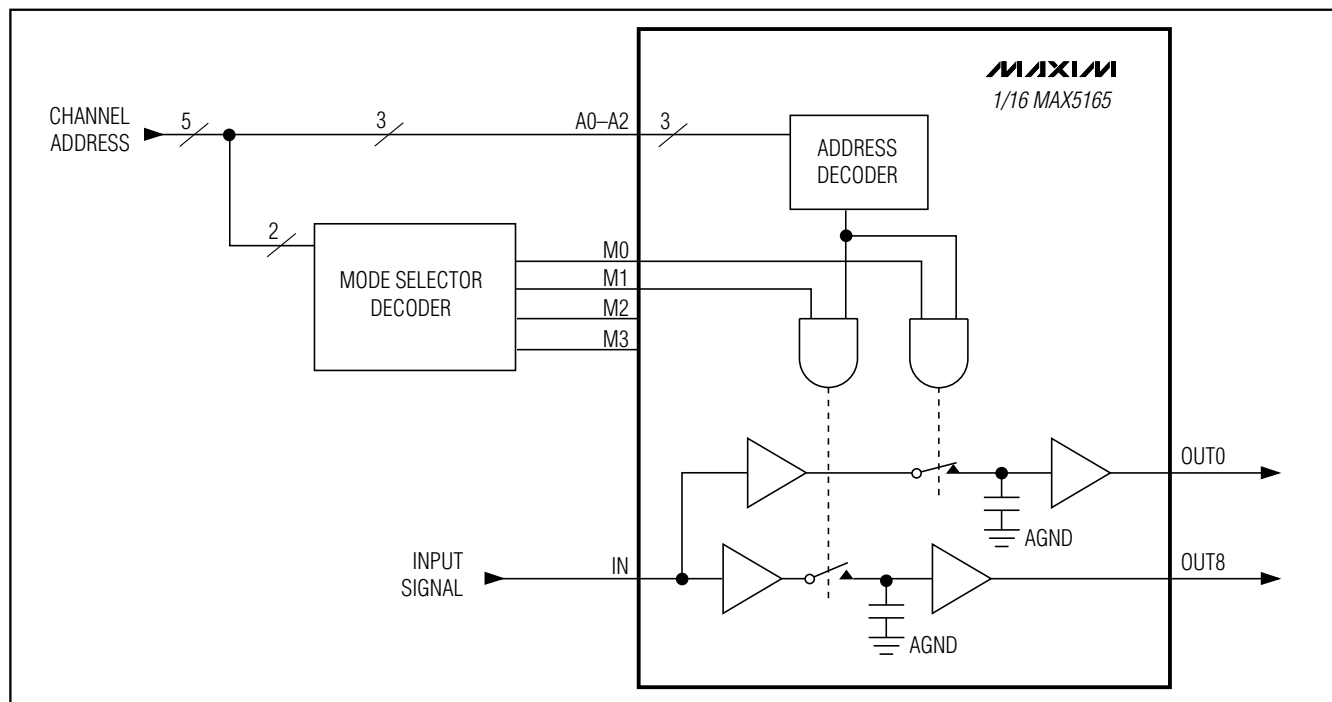 MAXIM
1/16 MAX5165
CHANNEL
ADDRESS
5
3
A0–A2
3
ADDRESS
DECODER
2
MODE SELECTOR
DECODER
M0
M1
M2
M3
OUT0
AGND
INPUT
SIGNAL
IN
OUT8
AGND